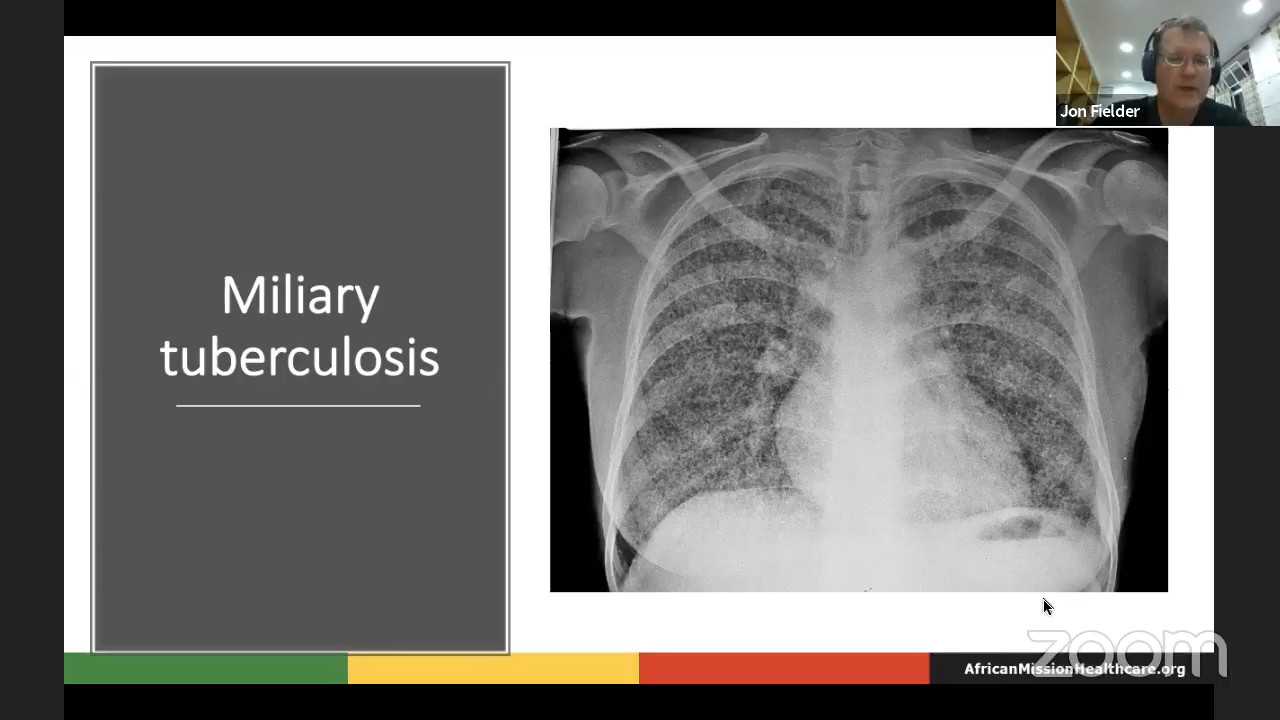 Jon Fielder
Miliary
tuberculosis
AfricanMissionHealthcare.org
zoom